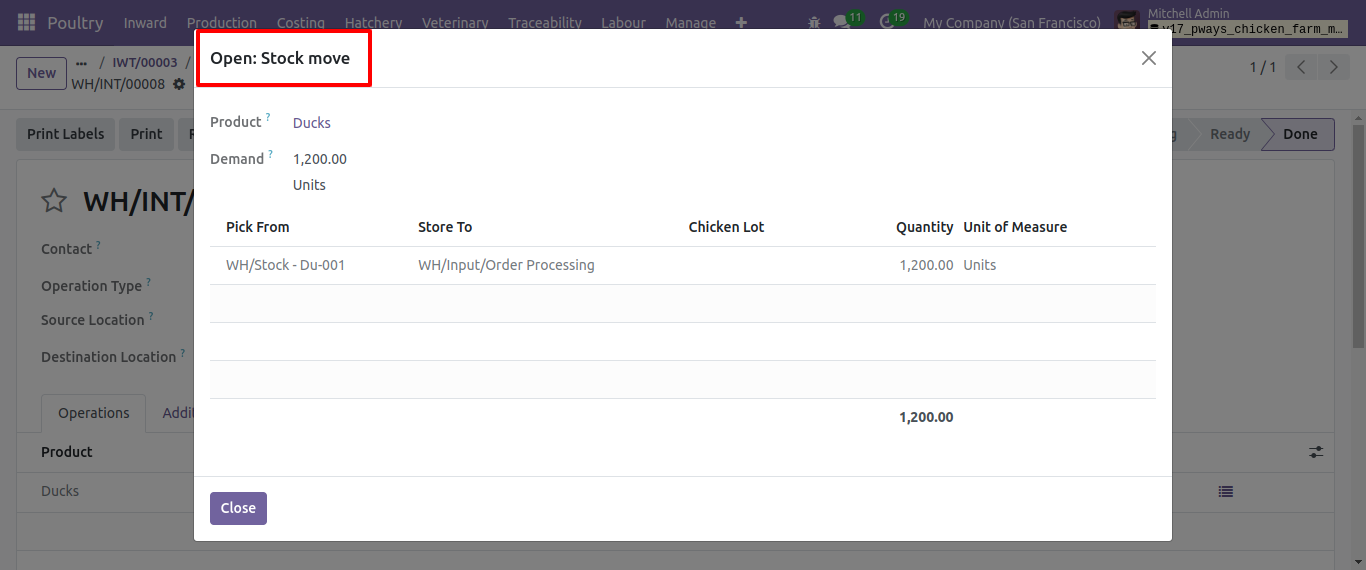 Poultry Inward Production Costing Hatchery Veterinary Traceability Labour Manage + 11 19 My Company (San Francisco) Mitchell Admin
v17_pways_chicken_farm_m...
New ... / IWT/00003 /
WH/INT/00008
1 / 1
Open: Stock move
Print Labels Print Ready Done
WH/INT/
Contact ?
Operation Type ?
Source Location ?
Destination Location ?
Operations
Product
Ducks
Product ? Ducks
Demand ? 1,200.00
Units
Pick From Store To Chicken Lot Quantity Unit of Measure
WH/Stock - Du-001 WH/Input/Order Processing 1,200.00 Units
1,200.00
Close